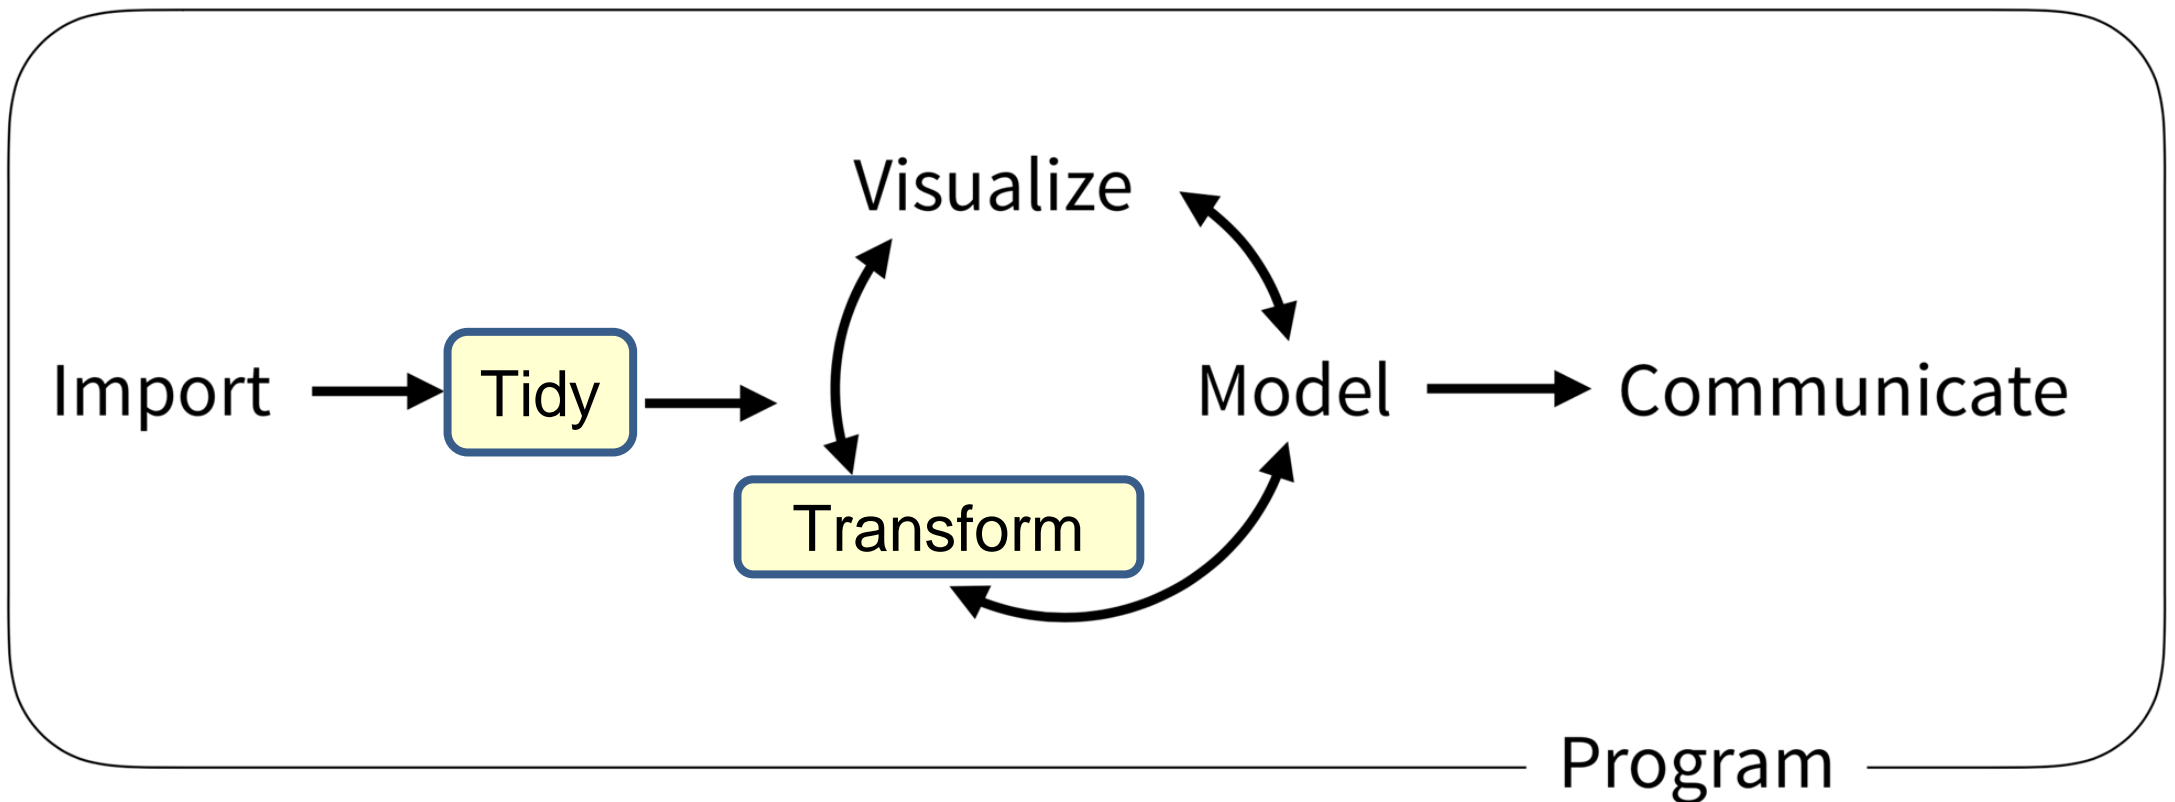 Visualize
Import
Tidy
Model
Communicate
Transform
Program